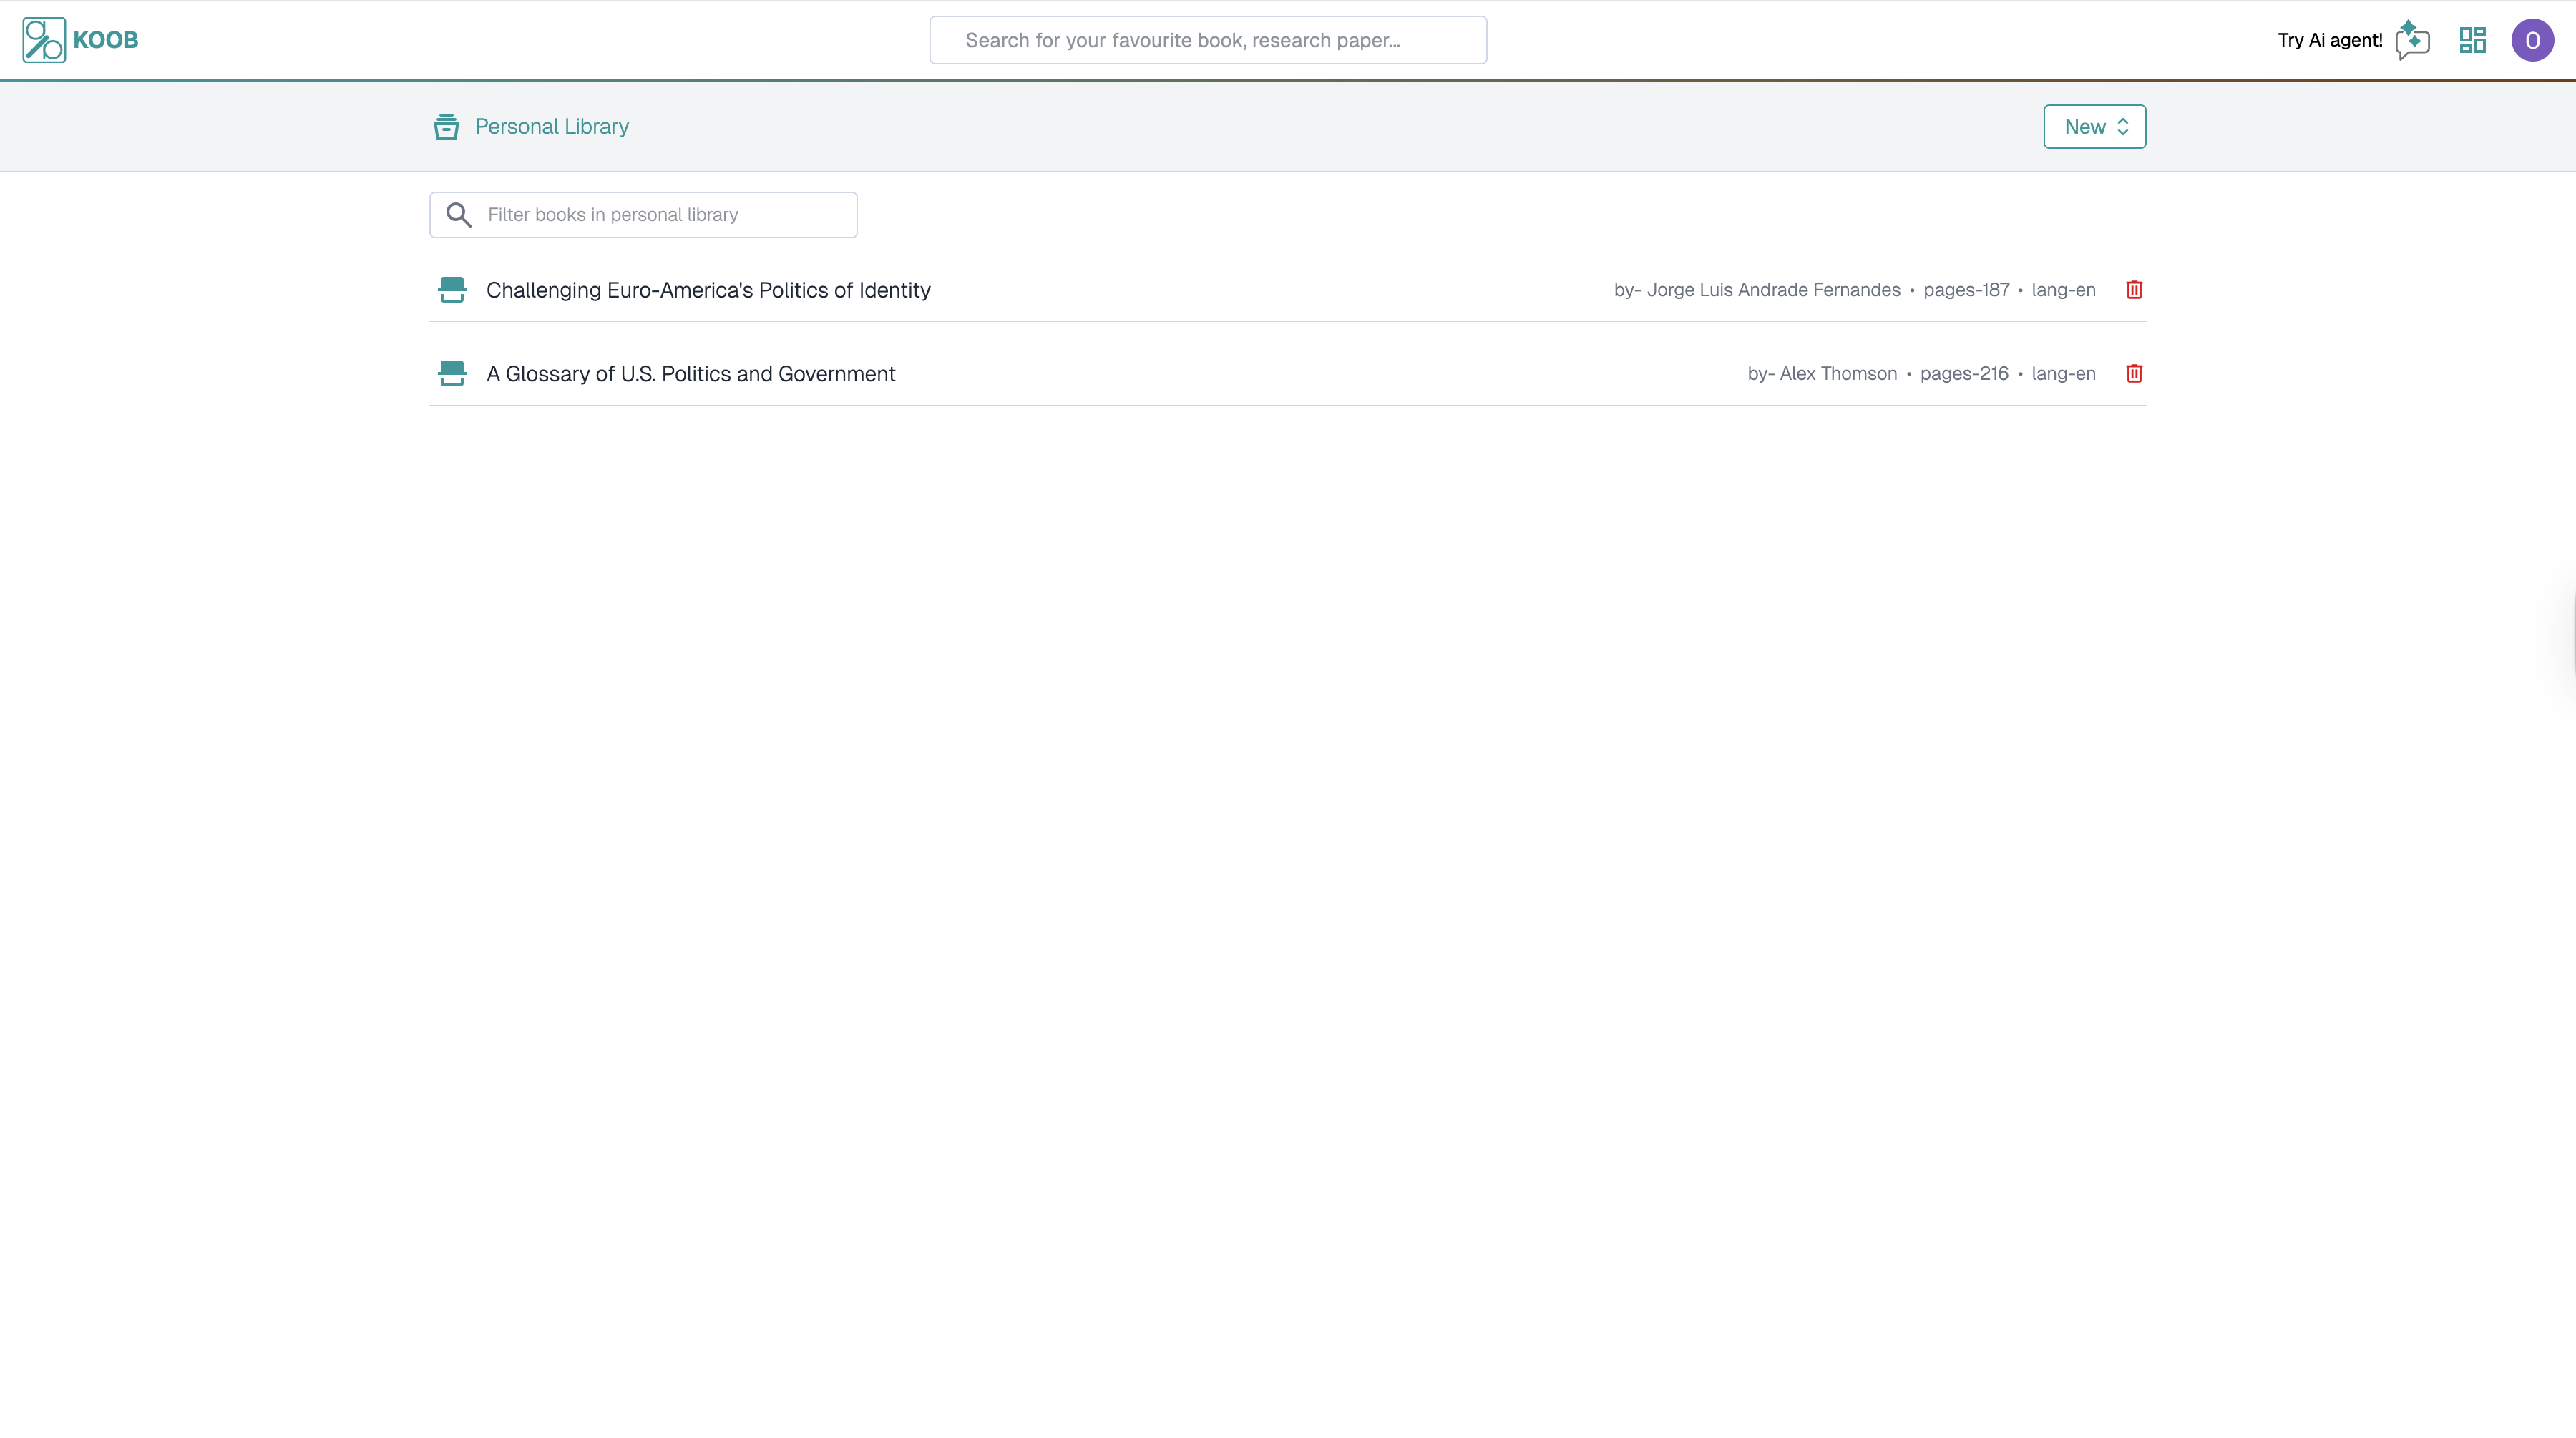 KOOB
Search for your favourite book, research paper...
Try Ai agent!
O
Personal Library
New
Filter books in personal library
Challenging Euro-America's Politics of Identity
by- Jorge Luis Andrade Fernandes • pages-187 • lang-en
A Glossary of U.S. Politics and Government
by- Alex Thomson • pages-216 • lang-en